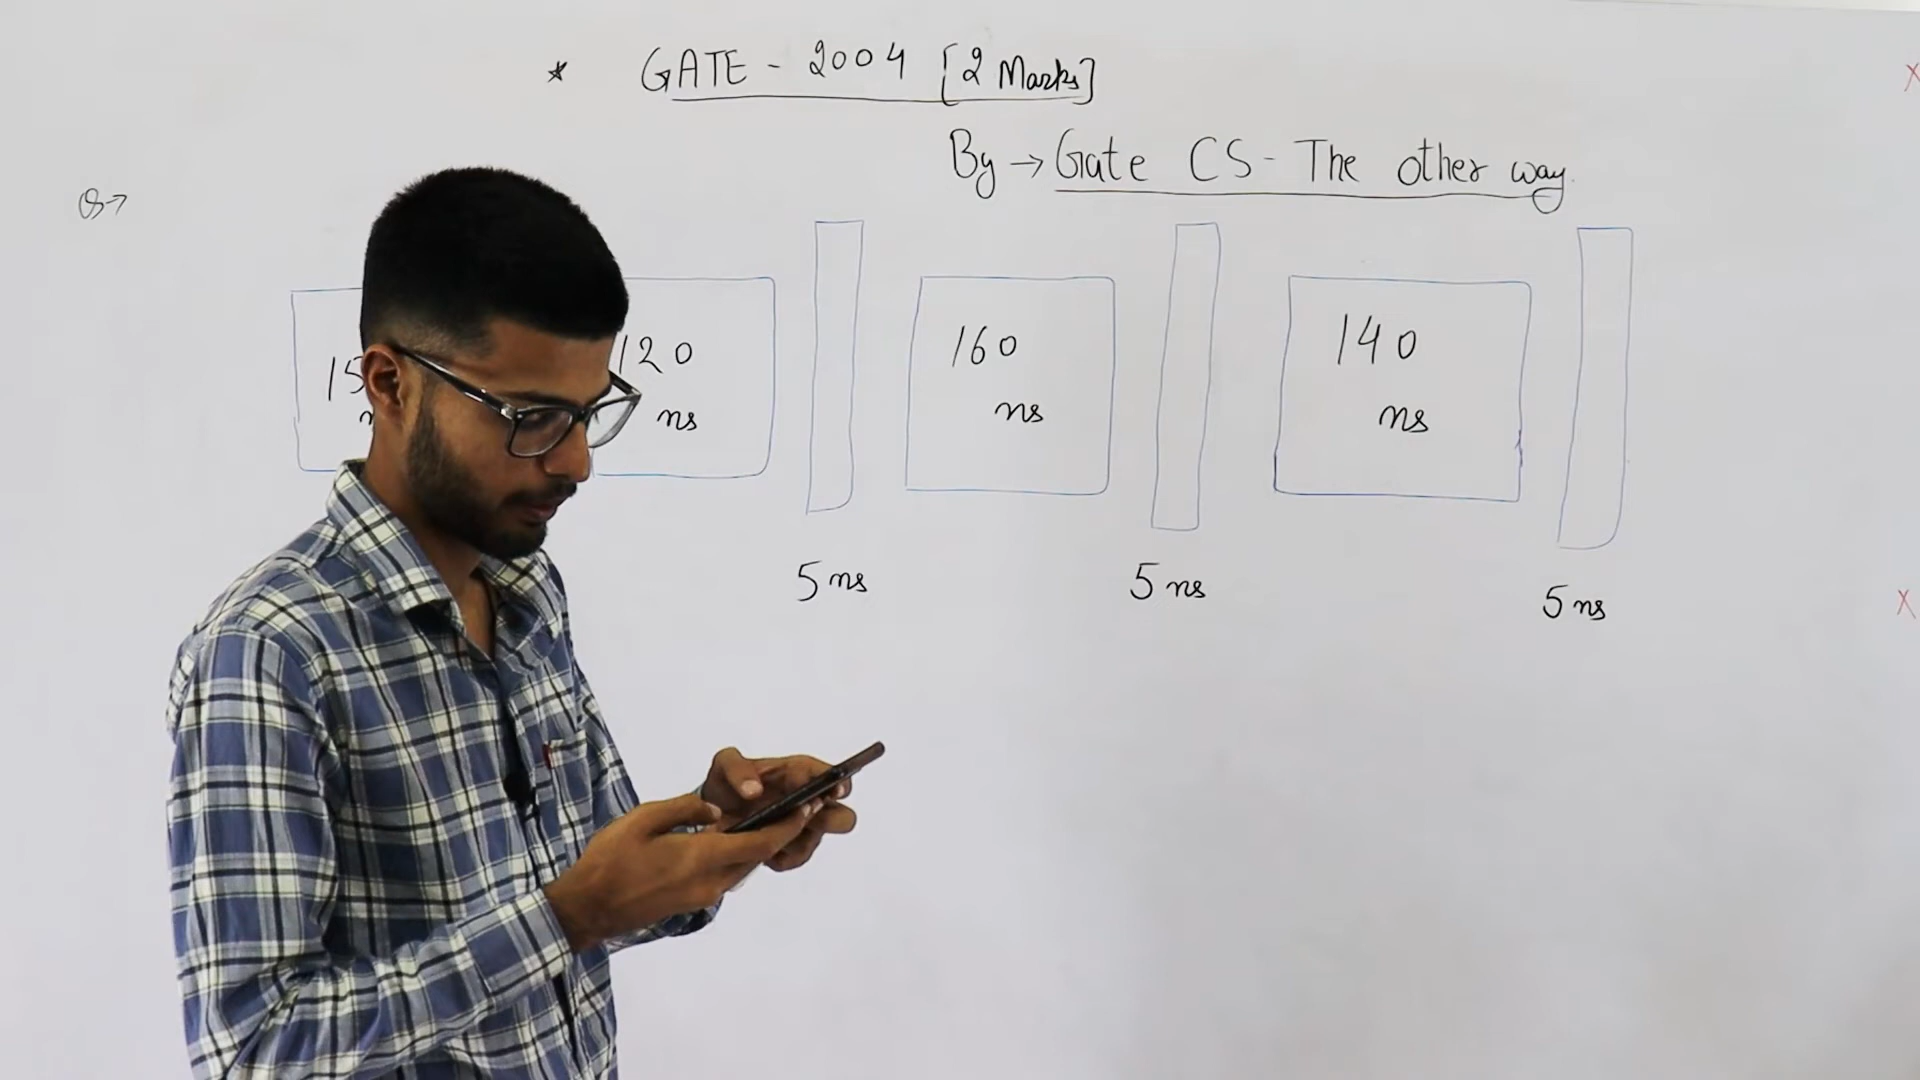 * GATE - 2004 [2 Marks]
By → Gate CS - The other way.
Q →
120 ns
160 ns
140 ns
5 ns
5 ns
5 ns
X
X